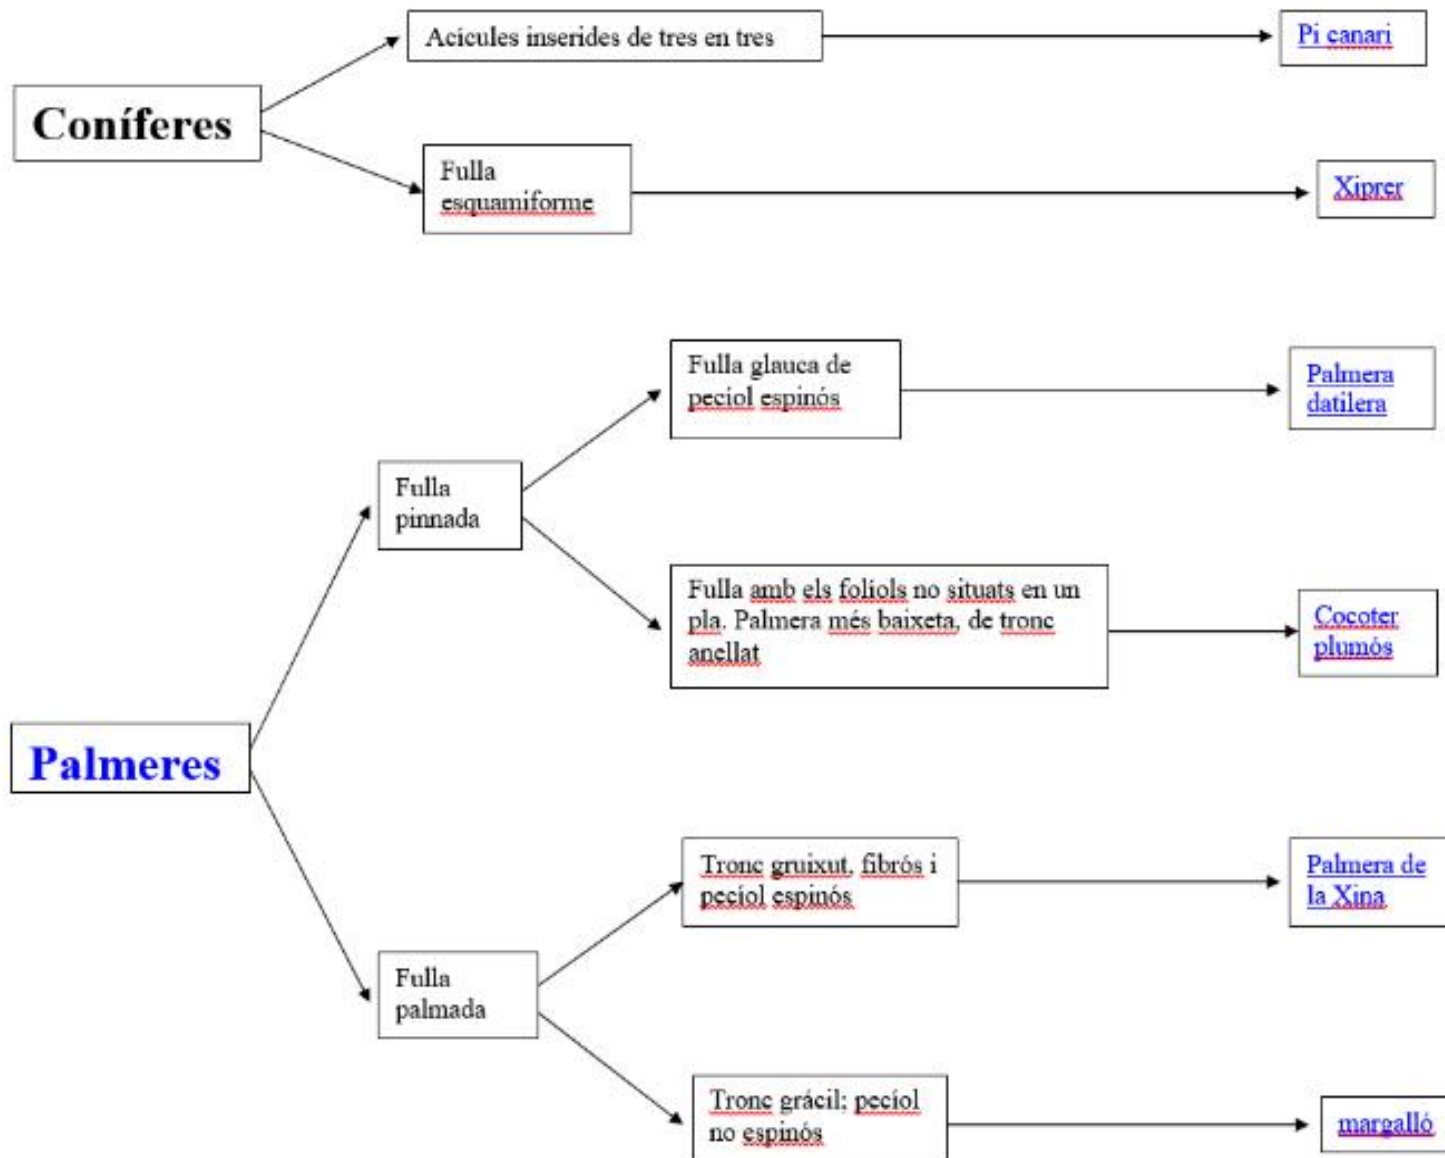 Acicules inserides de tres en tres
Pi canari
Coníferes
Fulla
esquamiforme
Xiprer
Fulla glauca de
pecíol espinós
Palmera
datilera
Fulla
pinnada
Fulla amb els folíols no situats en un
pla. Palmera més baixeta, de tronc
anellat
Cocoter
plumós
Palmeres
Tronc gruixut, fibrós i
pecíol espinós
Palmera de
la Xina
Fulla
palmada
Tronc gràcil; pecíol
no espinós
margalló